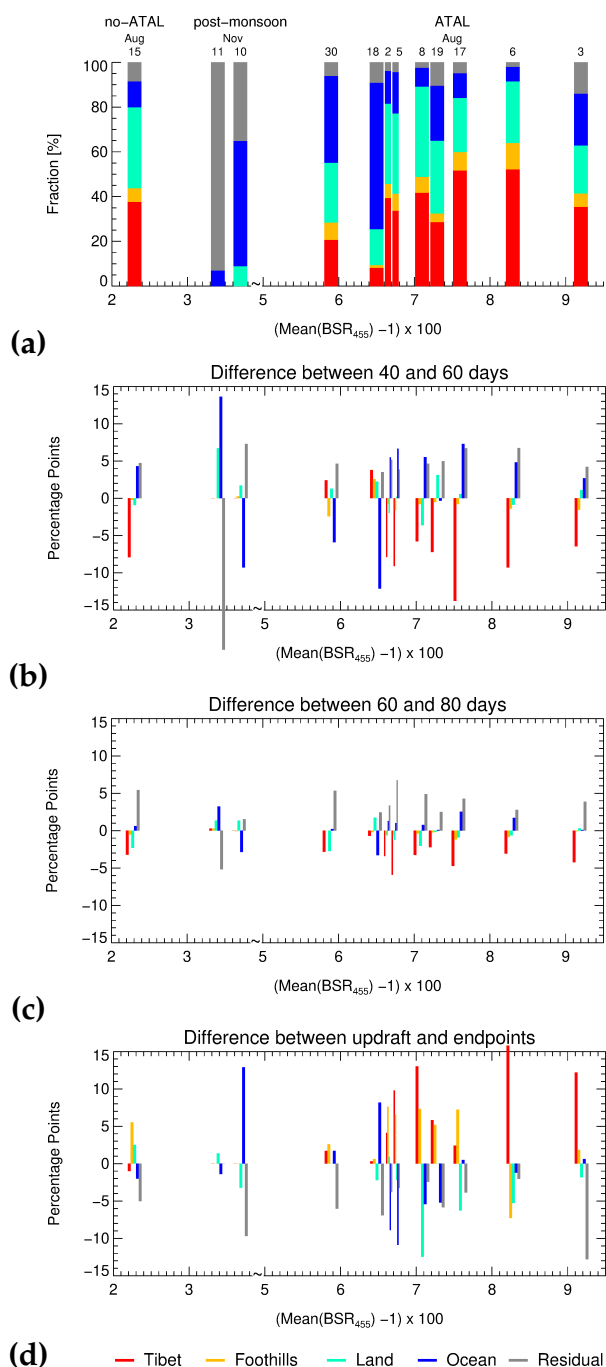 no-ATAL post-monsoon ATAL
Aug Nov Aug
15 11 10 30 18 2 5 8 19 17 6 3
100
80
60
40
20
0
Fraction [%]
2 3 4 ~ 5 6 7 8 9
(Mean(BSR455) −1) x 100
(a)
Difference between 40 and 60 days
15
10
5
0
−5
−10
−15
Percentage Points
2 3 4 ~ 5 6 7 8 9
(Mean(BSR455) −1) x 100
(b)
Difference between 60 and 80 days
15
10
5
0
−5
−10
−15
Percentage Points
2 3 4 ~ 5 6 7 8 9
(Mean(BSR455) −1) x 100
(c)
Difference between updraft and endpoints
15
10
5
0
−5
−10
−15
Percentage Points
2 3 4 ~ 5 6 7 8 9
(Mean(BSR455) −1) x 100
(d)
Tibet Foothills Land Ocean Residual